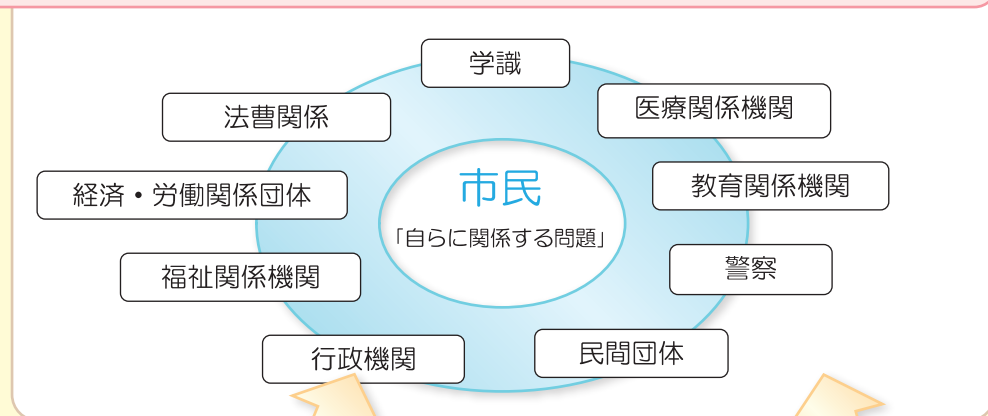 学識
法曹関係
医療関係機関
経済・労働関係団体
市民
「自らに関係する問題」
教育関係機関
福祉関係機関
警察
行政機関
民間団体